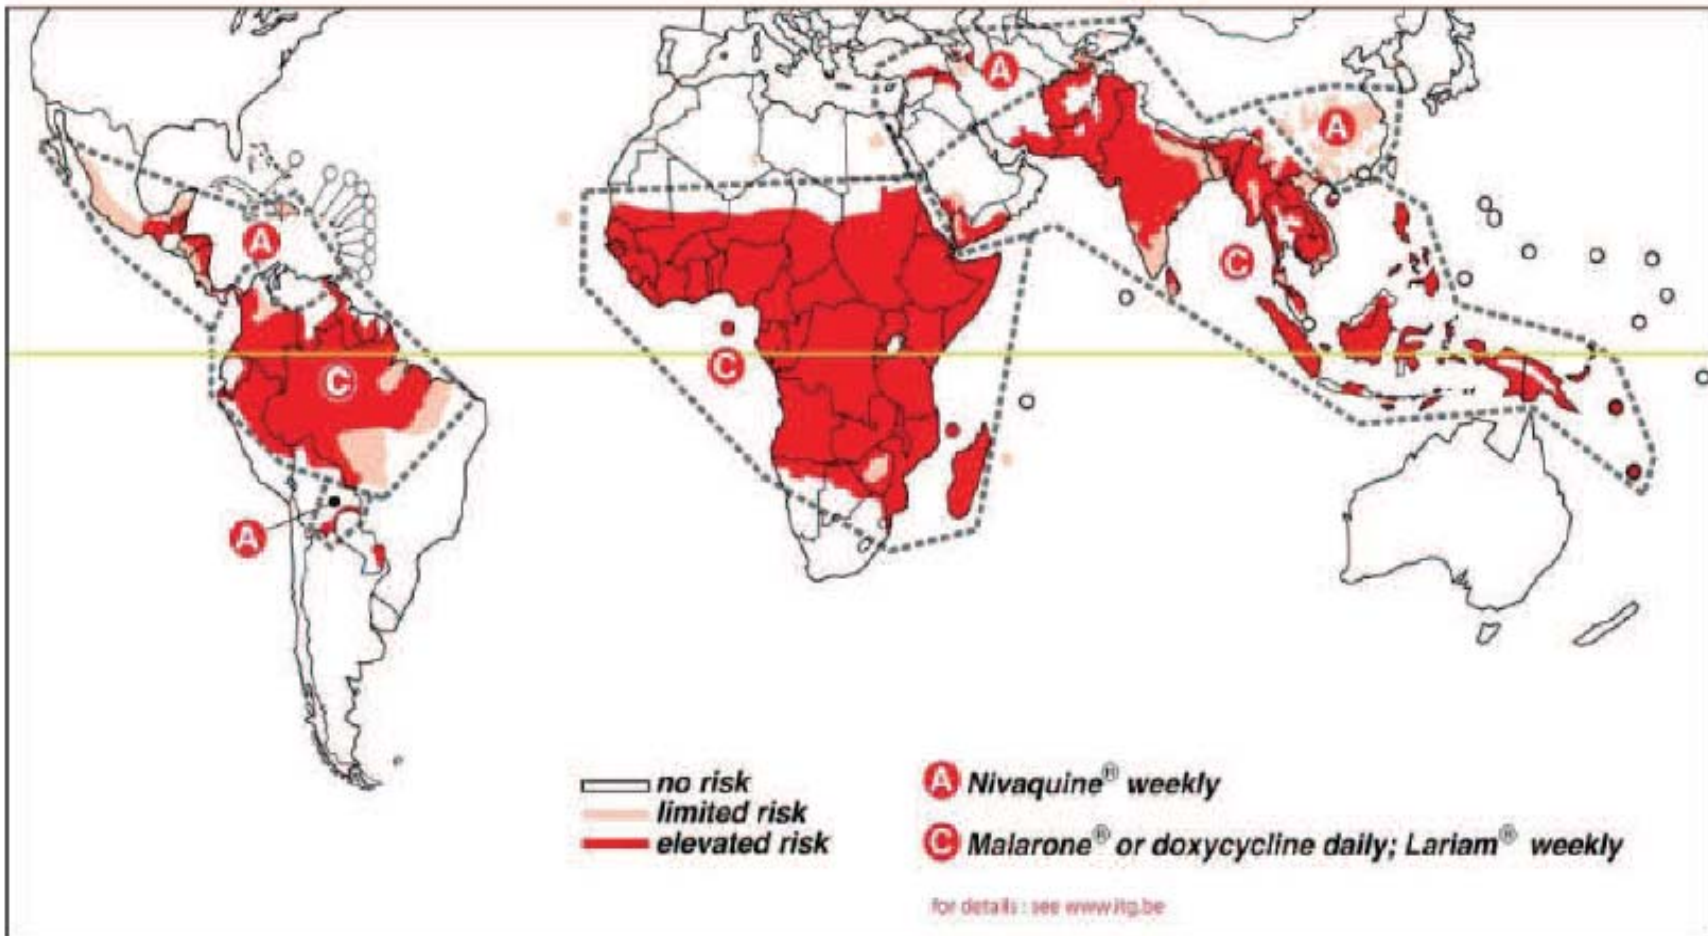 A
A
A
C
C
C
A
no risk
limited risk
elevated risk
A Nivaquine® weekly
C Malarone® or doxycycline daily; Lariam® weekly
for details : see www.itg.be